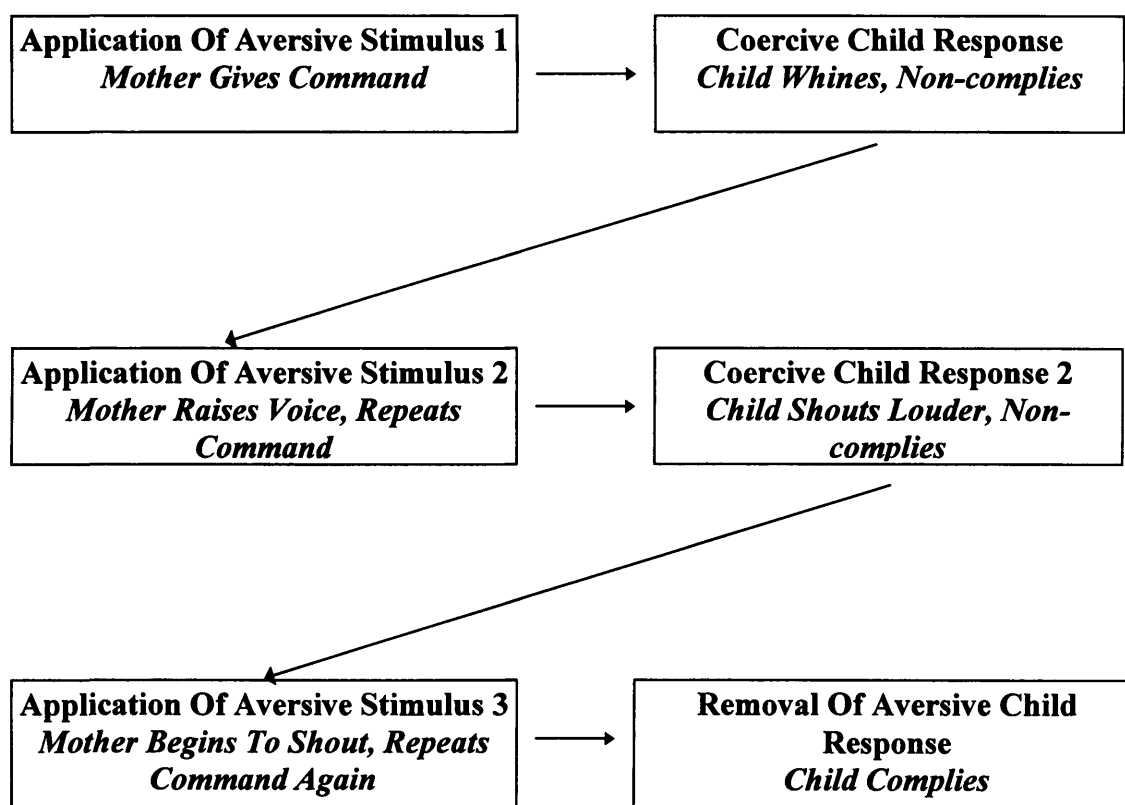 Application Of Aversive Stimulus 1
Mother Gives Command
Coercive Child Response
Child Whines, Non-complies
Application Of Aversive Stimulus 2
Mother Raises Voice, Repeats
Command
Coercive Child Response 2
Child Shouts Louder, Non-
complies
Application Of Aversive Stimulus 3
Mother Begins To Shout, Repeats
Command Again
Removal Of Aversive Child
Response
Child Complies